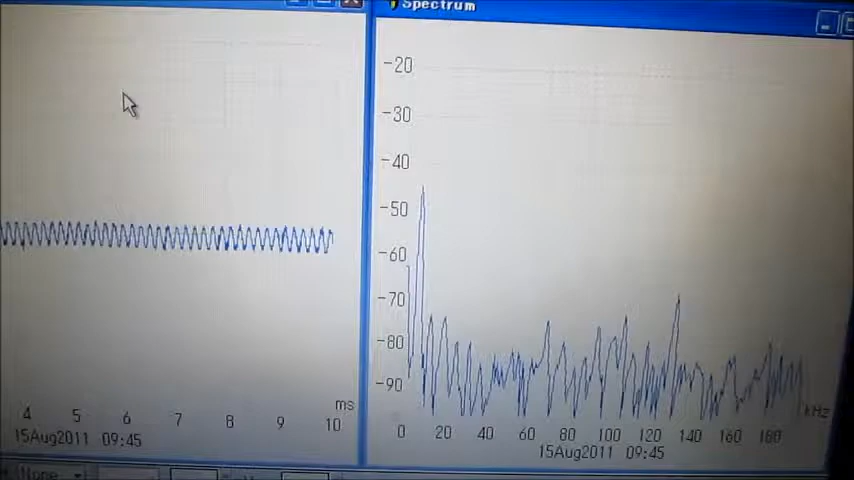 Spectrum
-20
-30
-40
-50
-60
-70
-80
-90
ms
4 5 6 7 8 9 10
15Aug2011 09:45
kHz
0 20 40 60 80 100 120 140 160 180
15Aug2011 09:45
None